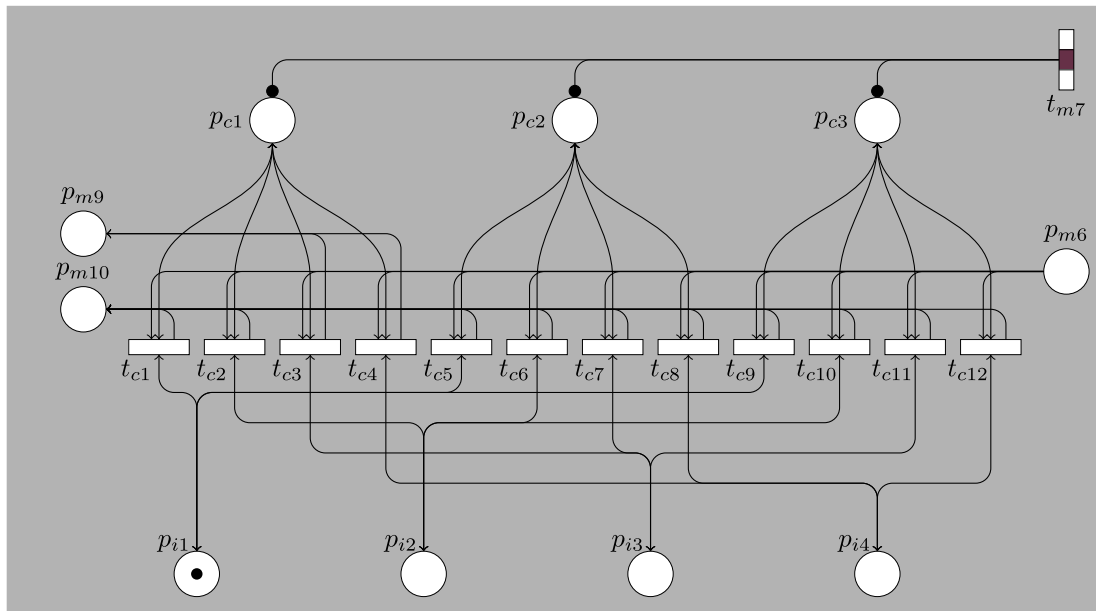 t_{m7}
p_{c1} p_{c2} p_{c3}
p_{m9}
p_{m6}
p_{m10}
t_{c1} t_{c2} t_{c3} t_{c4} t_{c5} t_{c6} t_{c7} t_{c8} t_{c9} t_{c10} t_{c11} t_{c12}
p_{i1} p_{i2} p_{i3} p_{i4}